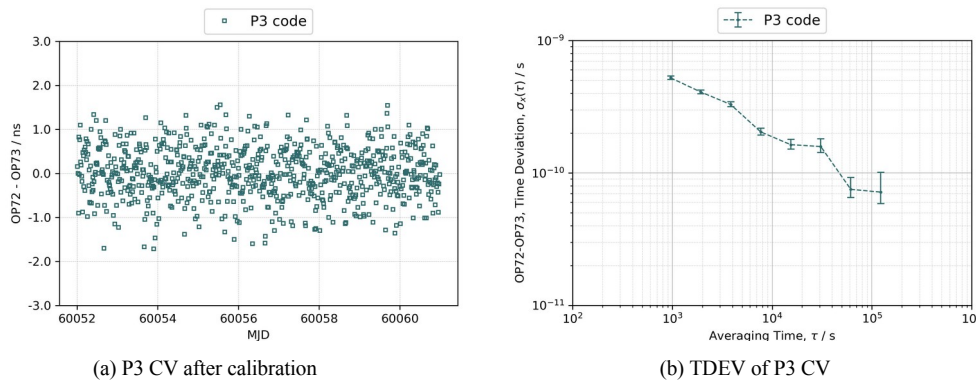 P3 code
OP72 - OP73 / ns
3.0
2.0
1.0
0.0
-1.0
-2.0
-3.0
60052
60054
60056
60058
60060
MJD
(a) P3 CV after calibration
P3 code
OP72-OP73, Time Deviation, σx(τ) / s
10⁻⁹
10⁻¹⁰
10⁻¹¹
10²
10³
10⁴
10⁵
10
Averaging Time, τ / s
(b) TDEV of P3 CV